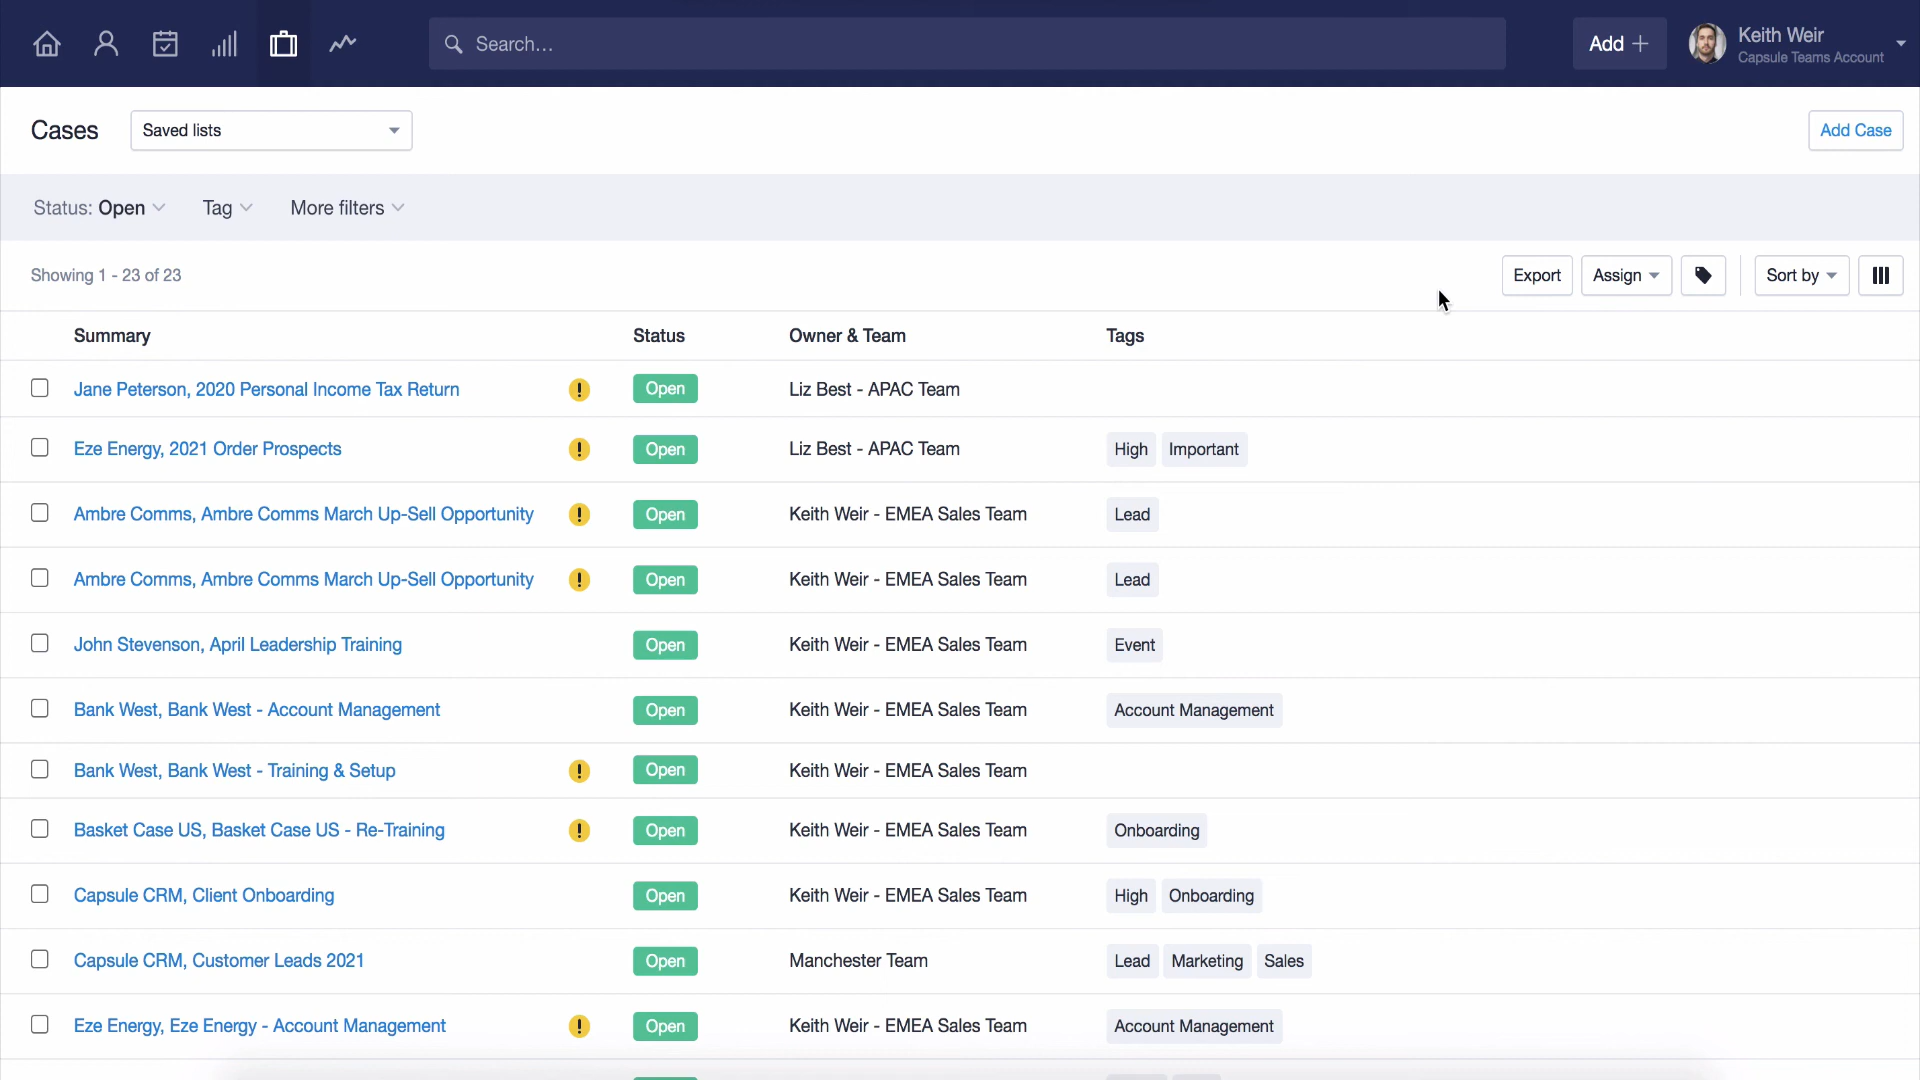 Search...
Add +
Keith Weir
Capsule Teams Account
Cases
Saved lists
Add Case
Status: Open
Tag
More filters
Showing 1 - 23 of 23
Export
Assign
Sort by
Summary
Status
Owner & Team
Tags
Jane Peterson, 2020 Personal Income Tax Return ! Open Liz Best - APAC Team
Eze Energy, 2021 Order Prospects ! Open Liz Best - APAC Team High Important
Ambre Comms, Ambre Comms March Up-Sell Opportunity ! Open Keith Weir - EMEA Sales Team Lead
Ambre Comms, Ambre Comms March Up-Sell Opportunity ! Open Keith Weir - EMEA Sales Team Lead
John Stevenson, April Leadership Training Open Keith Weir - EMEA Sales Team Event
Bank West, Bank West - Account Management Open Keith Weir - EMEA Sales Team Account Management
Bank West, Bank West - Training & Setup ! Open Keith Weir - EMEA Sales Team
Basket Case US, Basket Case US - Re-Training ! Open Keith Weir - EMEA Sales Team Onboarding
Capsule CRM, Client Onboarding Open Keith Weir - EMEA Sales Team High Onboarding
Capsule CRM, Customer Leads 2021 Open Manchester Team Lead Marketing Sales
Eze Energy, Eze Energy - Account Management ! Open Keith Weir - EMEA Sales Team Account Management